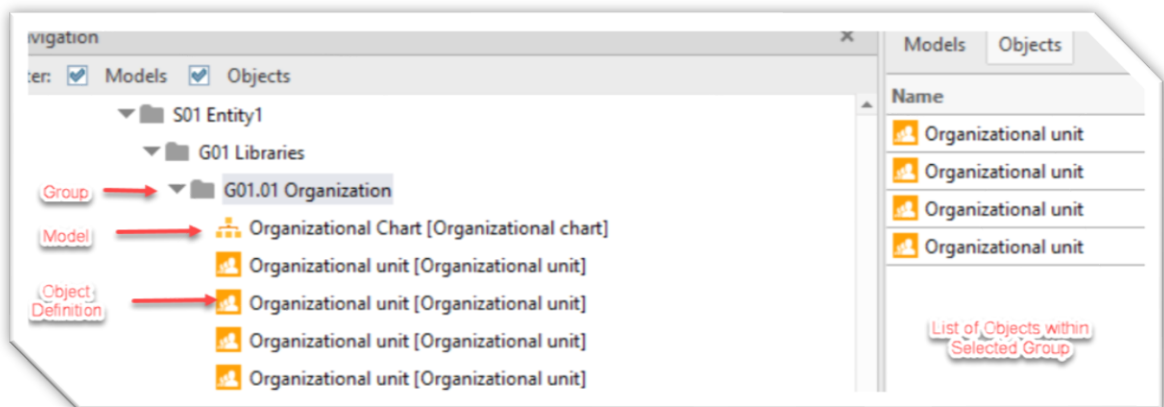 vigation
Models Objects
ter: Models Objects
Name
S01 Entity1
Organizational unit
G01 Libraries
Organizational unit
Group
G01.01 Organization
Organizational unit
Model
Organizational Chart [Organizational chart]
Organizational unit
Organizational unit [Organizational unit]
Object
Definition
Organizational unit [Organizational unit]
Organizational unit [Organizational unit]
Organizational unit [Organizational unit]
List of Objects within
Selected Group